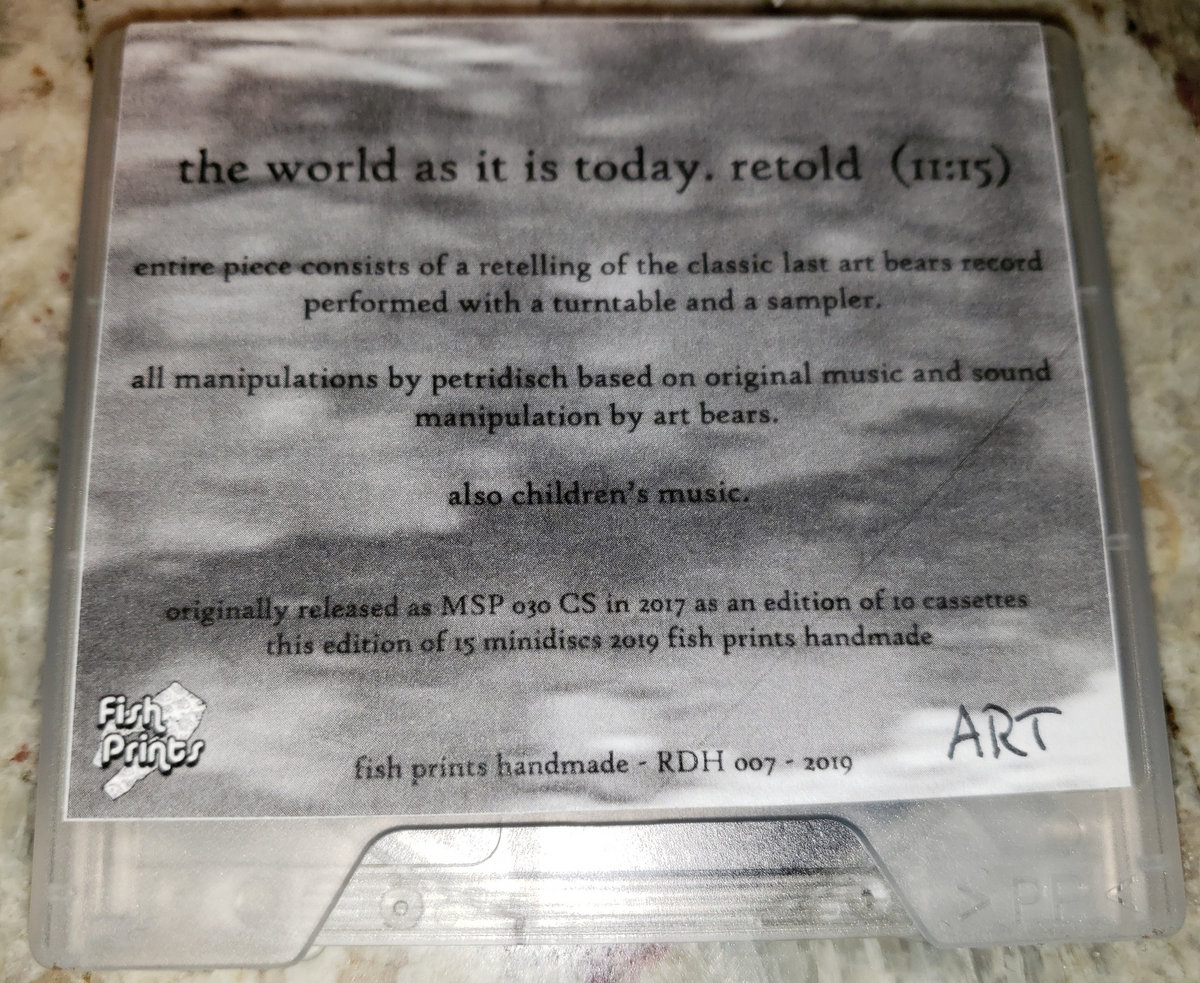 the world as it is today. retold (11:15)
entire piece consists of a retelling of the classic last art bears record
performed with a turntable and a sampler.
all manipulations by petridisch based on original music and sound
manipulation by art bears.
also children's music.
originally released as MSP 030 CS in 2017 as an edition of 10 cassettes
this edition of 15 minidiscs 2019 fish prints handmade
Fish
Prints
ART
fish prints handmade - RDH 007 - 2019